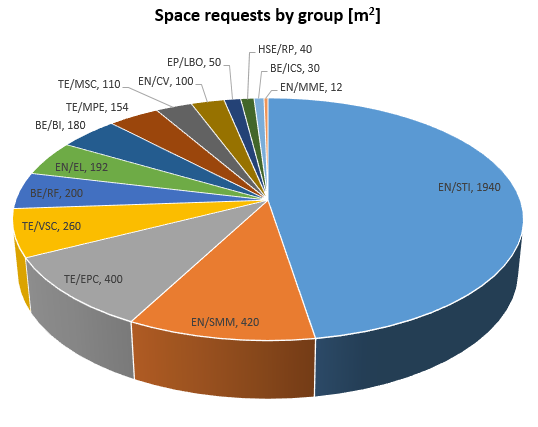 Space requests by group [m²]
HSE/RP, 40
EP/LBO, 50
BE/ICS, 30
EN/CV, 100
TE/MSC, 110
EN/MME, 12
TE/MPE, 154
BE/BI, 180
EN/EL, 192
EN/STI, 1940
BE/RF, 200
TE/VSC, 260
TE/EPC, 400
EN/SMM, 420